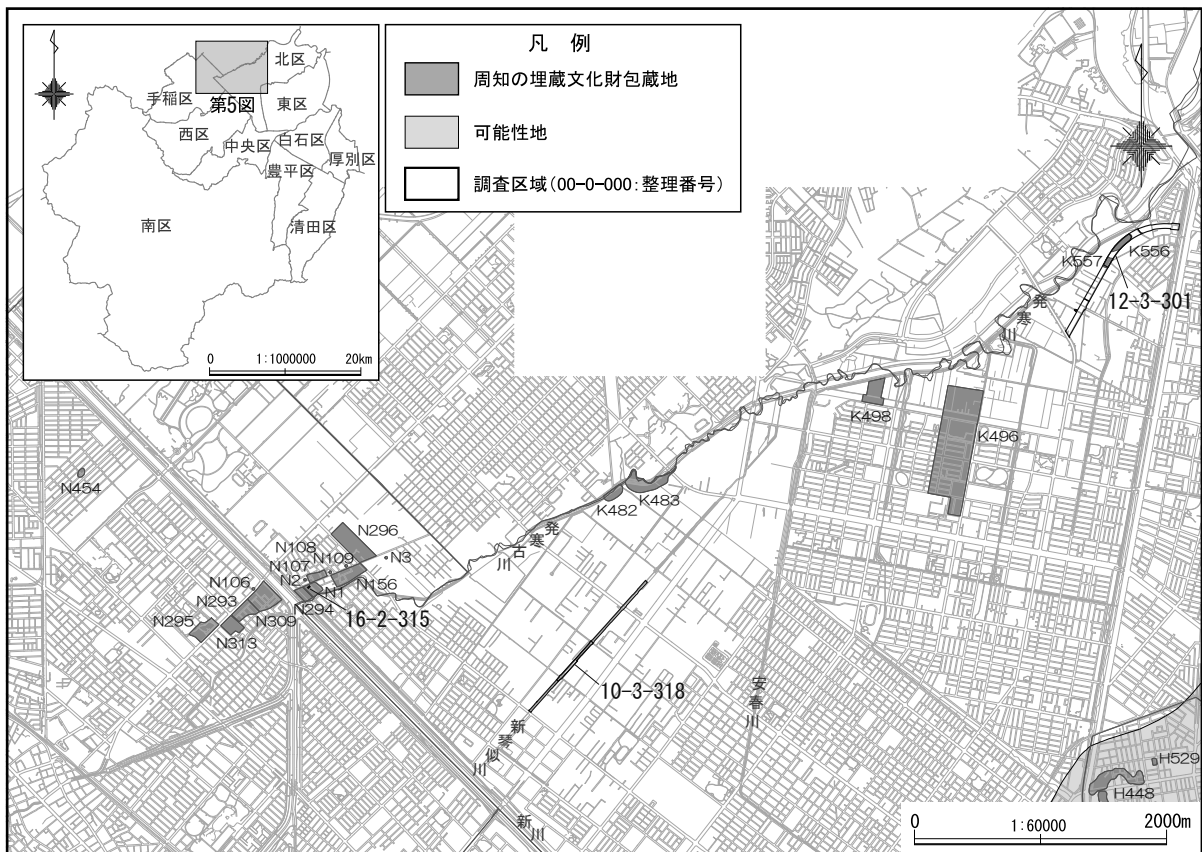 北区
手稲区
第5図
東区
西区
中央区
白石区
厚別区
豊平区
南区
清田区
0 1:1000000 20km
凡 例
周知の埋蔵文化財包蔵地
可能性地
調査区域(00-0-000:整理番号)
K556
K557
12-3-301
発寒川
K498
K496
N454
K483
K482
発寒古川
N296
N108
N3
N109
N107
N2
N106
N1
N156
N293
N294
16-2-315
N295
N309
N313
10-3-318
安春川
新琴似川
新川
H529
H448
0 1:60000 2000m